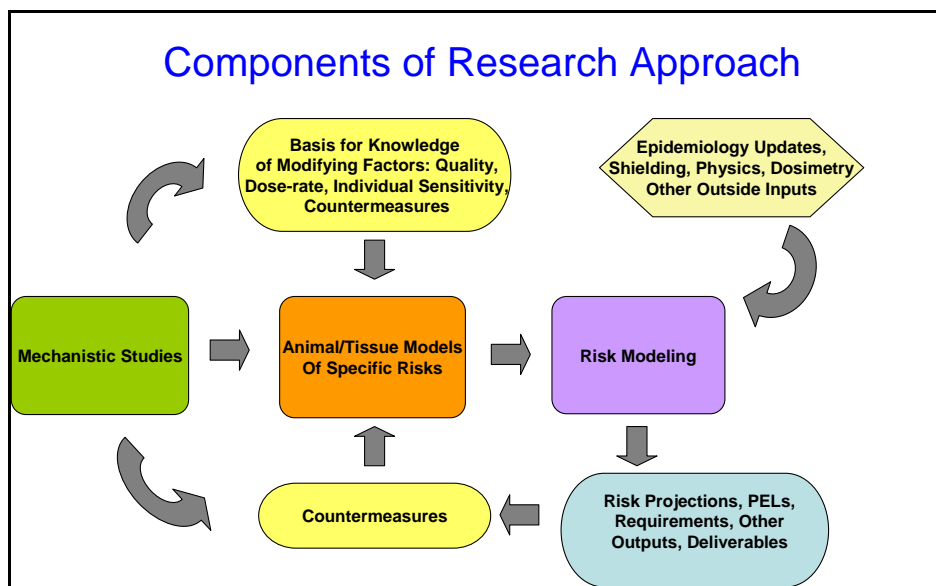 Components of Research Approach
Basis for Knowledge
of Modifying Factors: Quality,
Dose-rate, Individual Sensitivity,
Countermeasures
Epidemiology Updates,
Shielding, Physics, Dosimetry
Other Outside Inputs
Mechanistic Studies
Animal/Tissue Models
Of Specific Risks
Risk Modeling
Countermeasures
Risk Projections, PELs,
Requirements, Other
Outputs, Deliverables